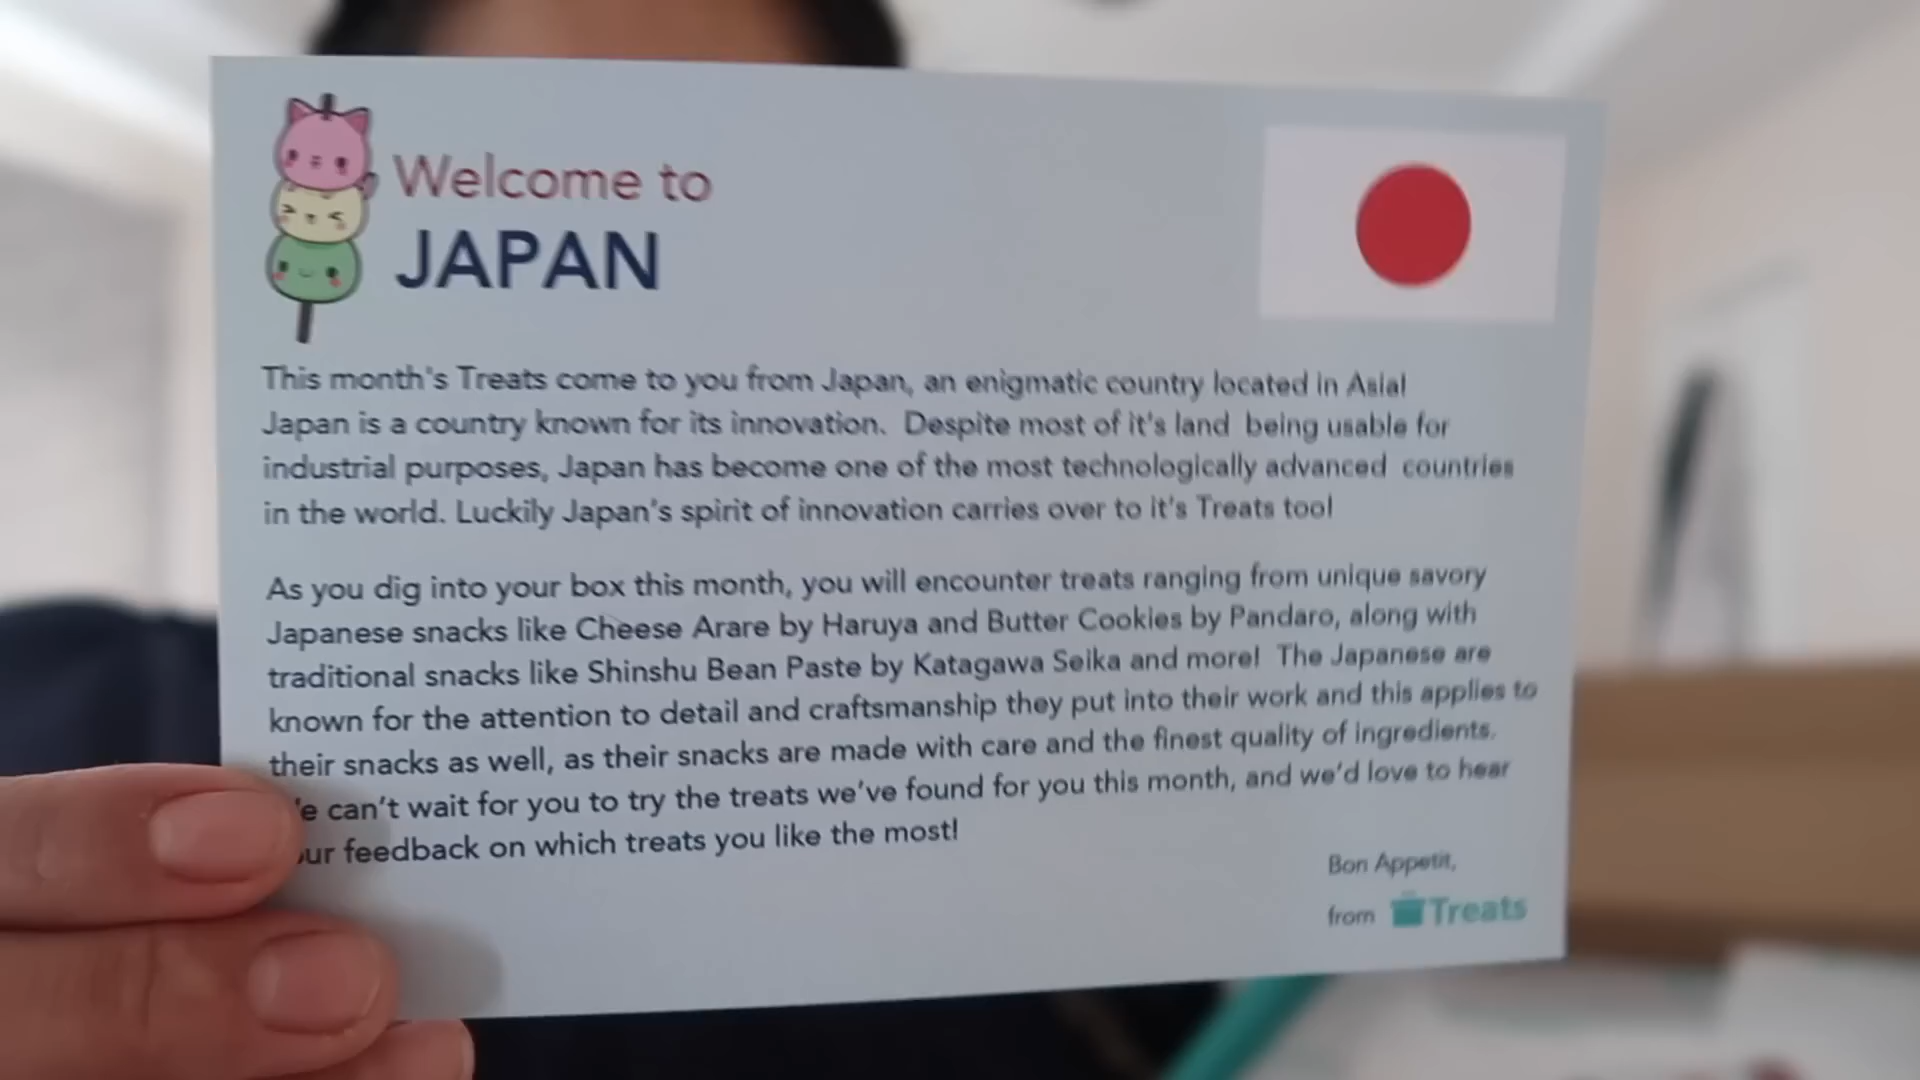 Welcome to
JAPAN
This month's Treats come to you from Japan, an enigmatic country located in Asia!
Japan is a country known for its innovation. Despite most of it's land being usable for
industrial purposes, Japan has become one of the most technologically advanced countries
in the world. Luckily Japan's spirit of innovation carries over to it's Treats too!
As you dig into your box this month, you will encounter treats ranging from unique savory
Japanese snacks like Cheese Arare by Haruya and Butter Cookies by Pandaro, along with
traditional snacks like Shinshu Bean Paste by Katagawa Seika and more! The Japanese are
known for the attention to detail and craftsmanship they put into their work and this applies to
their snacks as well, as their snacks are made with care and the finest quality of ingredients.
can't wait for you to try the treats we've found for you this month, and we'd love to hear
feedback on which treats you like the most!
Bon Appetit,
from Treats